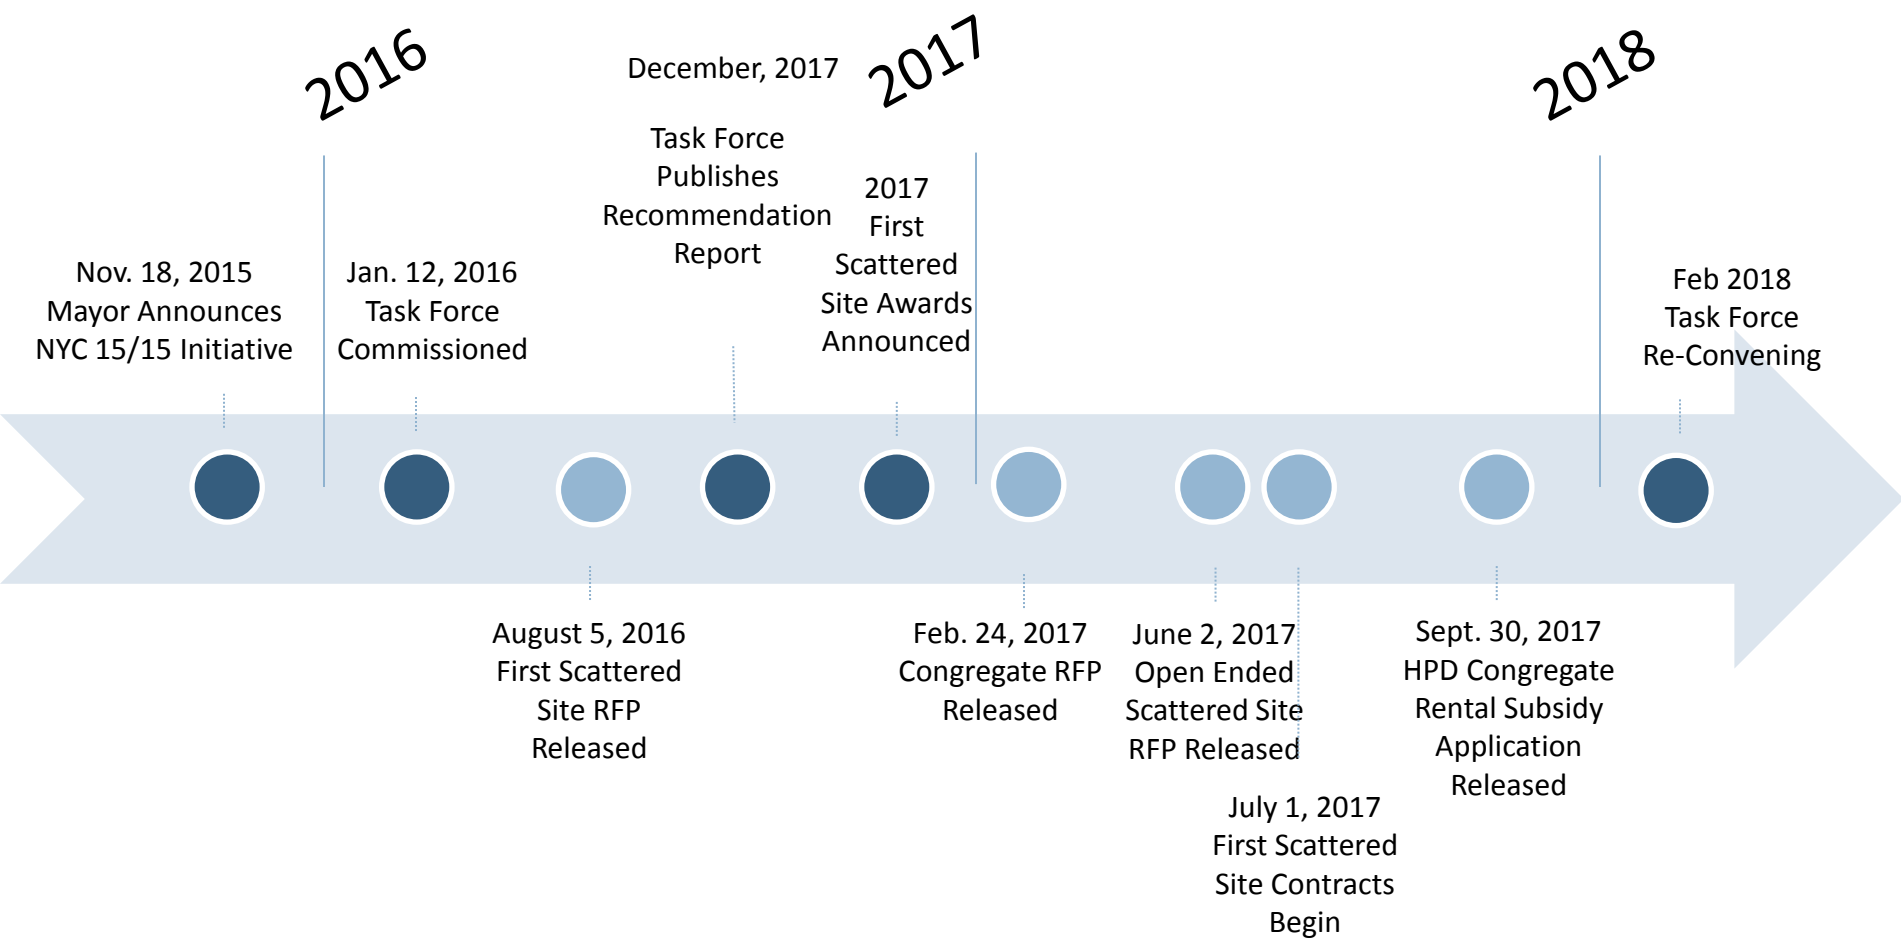 2016
2017
2018
Nov. 18, 2015
Mayor Announces
NYC 15/15 Initiative
Jan. 12, 2016
Task Force
Commissioned
December, 2017
Task Force
Publishes
Recommendation
Report
2017
First
Scattered
Site Awards
Announced
Feb 2018
Task Force
Re-Convening
August 5, 2016
First Scattered
Site RFP
Released
Feb. 24, 2017
Congregate RFP
Released
June 2, 2017
Open Ended
Scattered Site
RFP Released
July 1, 2017
First Scattered
Site Contracts
Begin
Sept. 30, 2017
HPD Congregate
Rental Subsidy
Application
Released